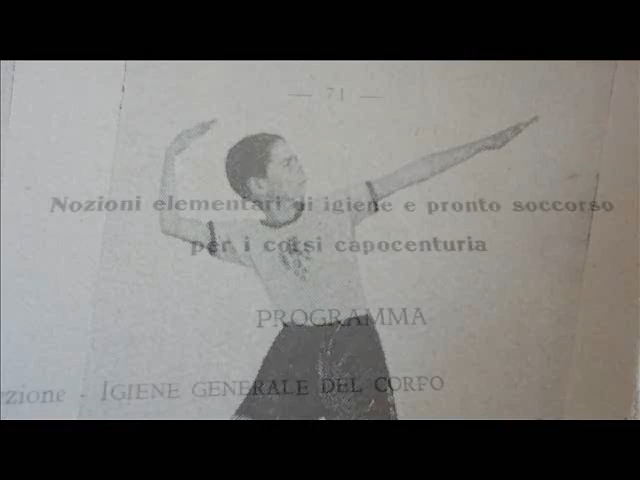 — 71 —
Nozioni elementari di igiene e pronto soccorso
per i corsi capocenturia
PROGRAMMA
zione - IGIENE GENERALE DEL CORPO